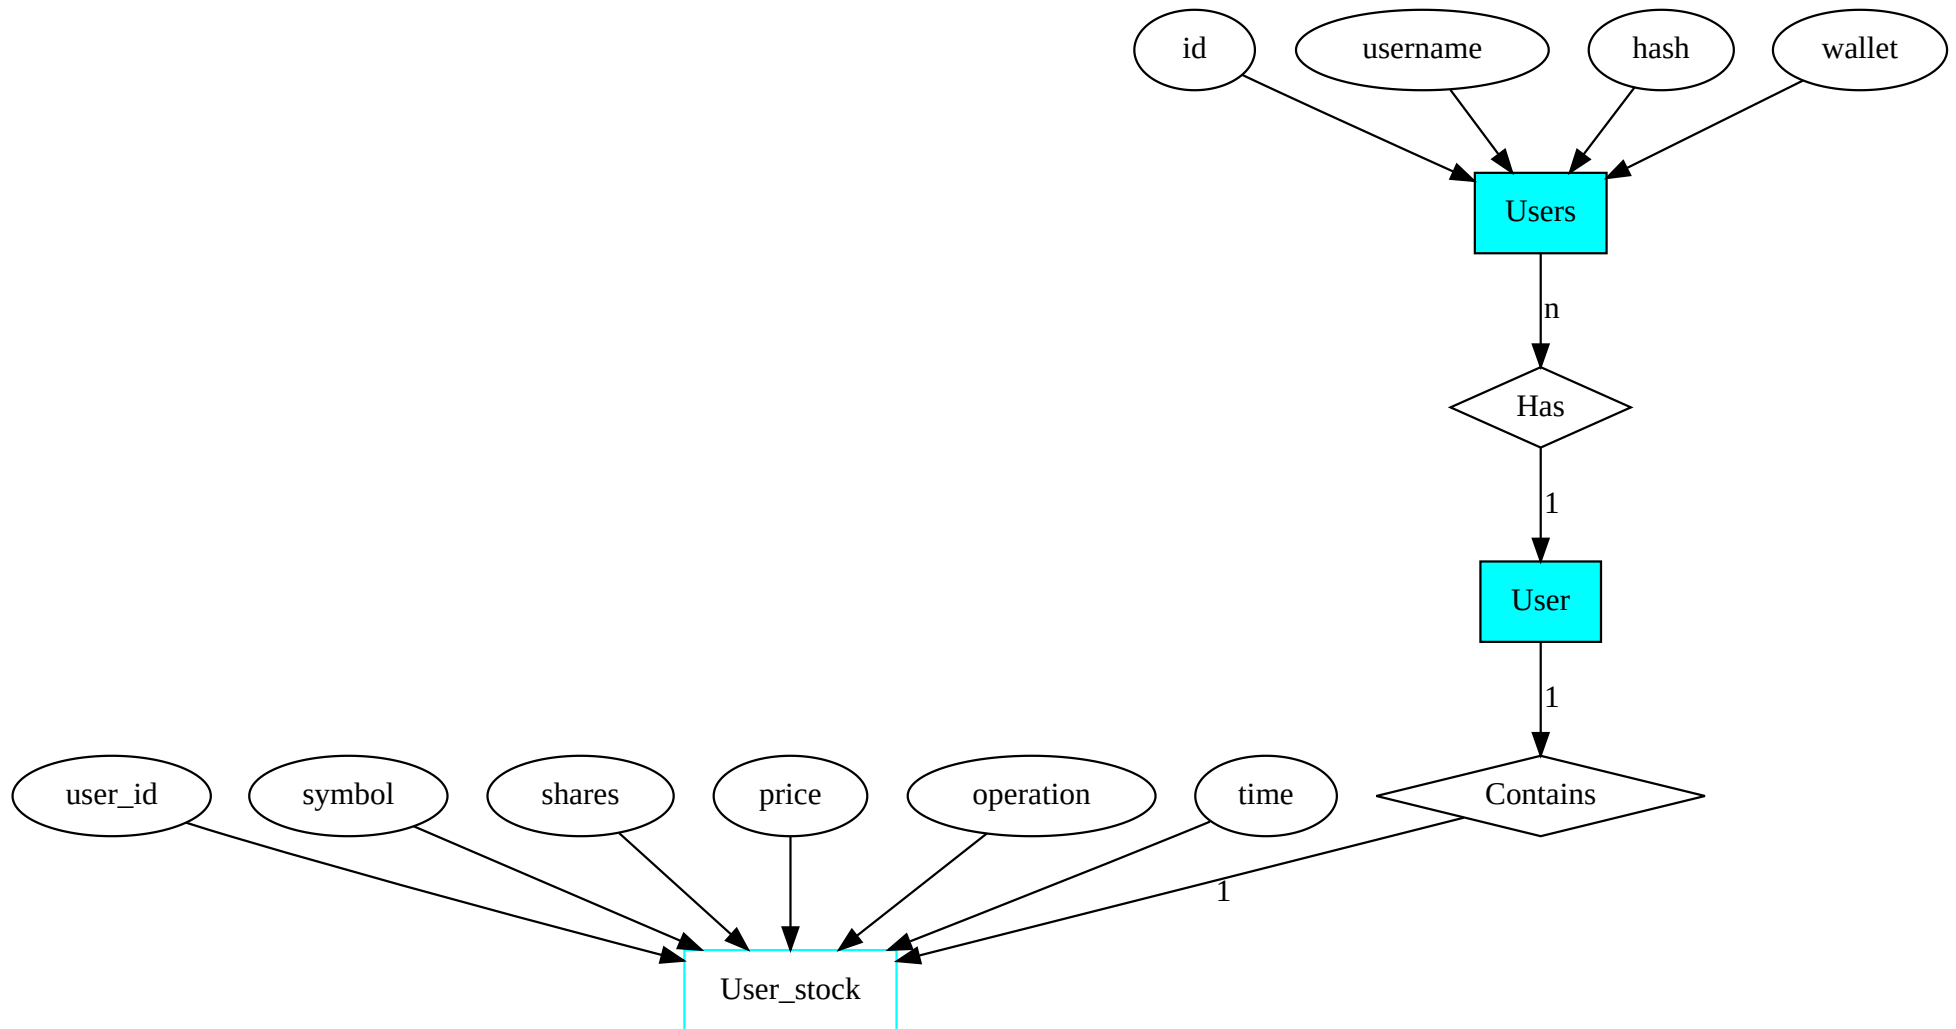 id
username
hash
wallet
Users
n
Has
1
User
1
user_id
symbol
shares
price
operation
time
Contains
1
User_stock